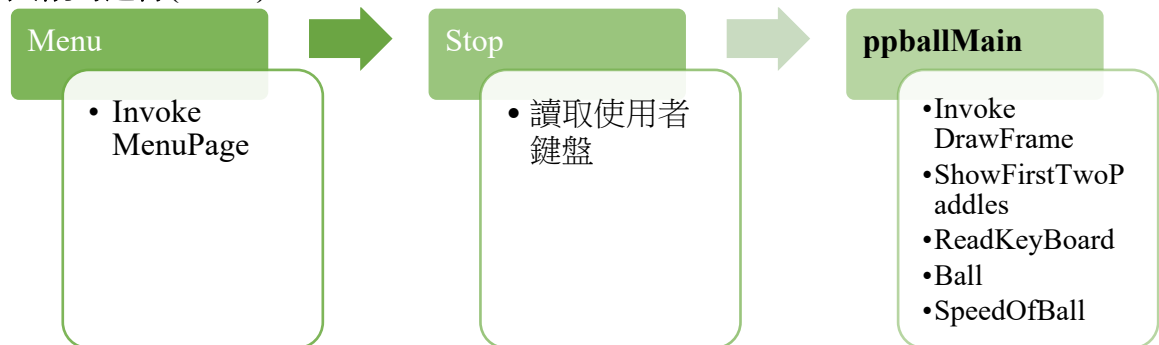 Menu
• Invoke
MenuPage
Stop
• 讀取使用者
鍵盤
ppballMain
•Invoke
DrawFrame
•ShowFirstTwoP
addles
•ReadKeyBoard
•Ball
•SpeedOfBall